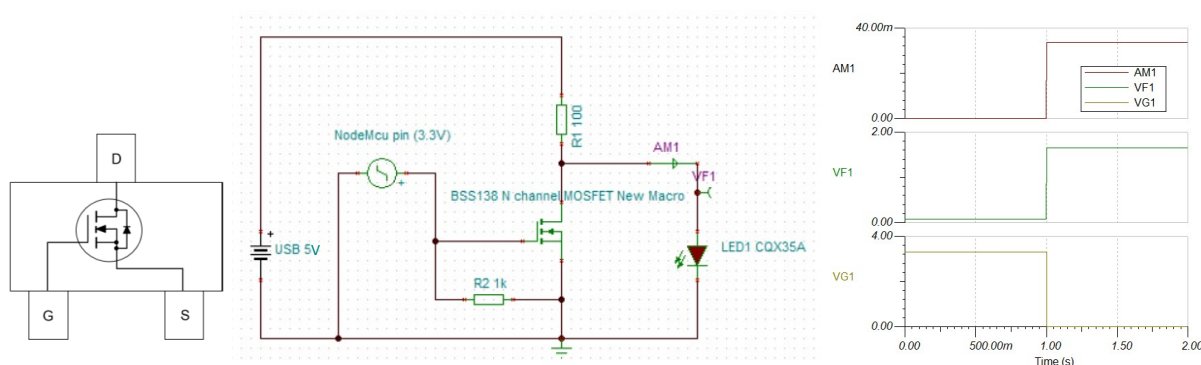 D
G
S
NodeMcu pin (3.3V)
+
R1 100
AM1
VF1
BSS138 N channel MOSFET New Macro
+
USB 5V
R2 1k
LED1 CQX35A
40.00m
AM1
0.00
AM1
VF1
VG1
2.00
VF1
0.00
4.00
VG1
0.00
0.00 500.00m 1.00 1.50 2.00
Time (s)